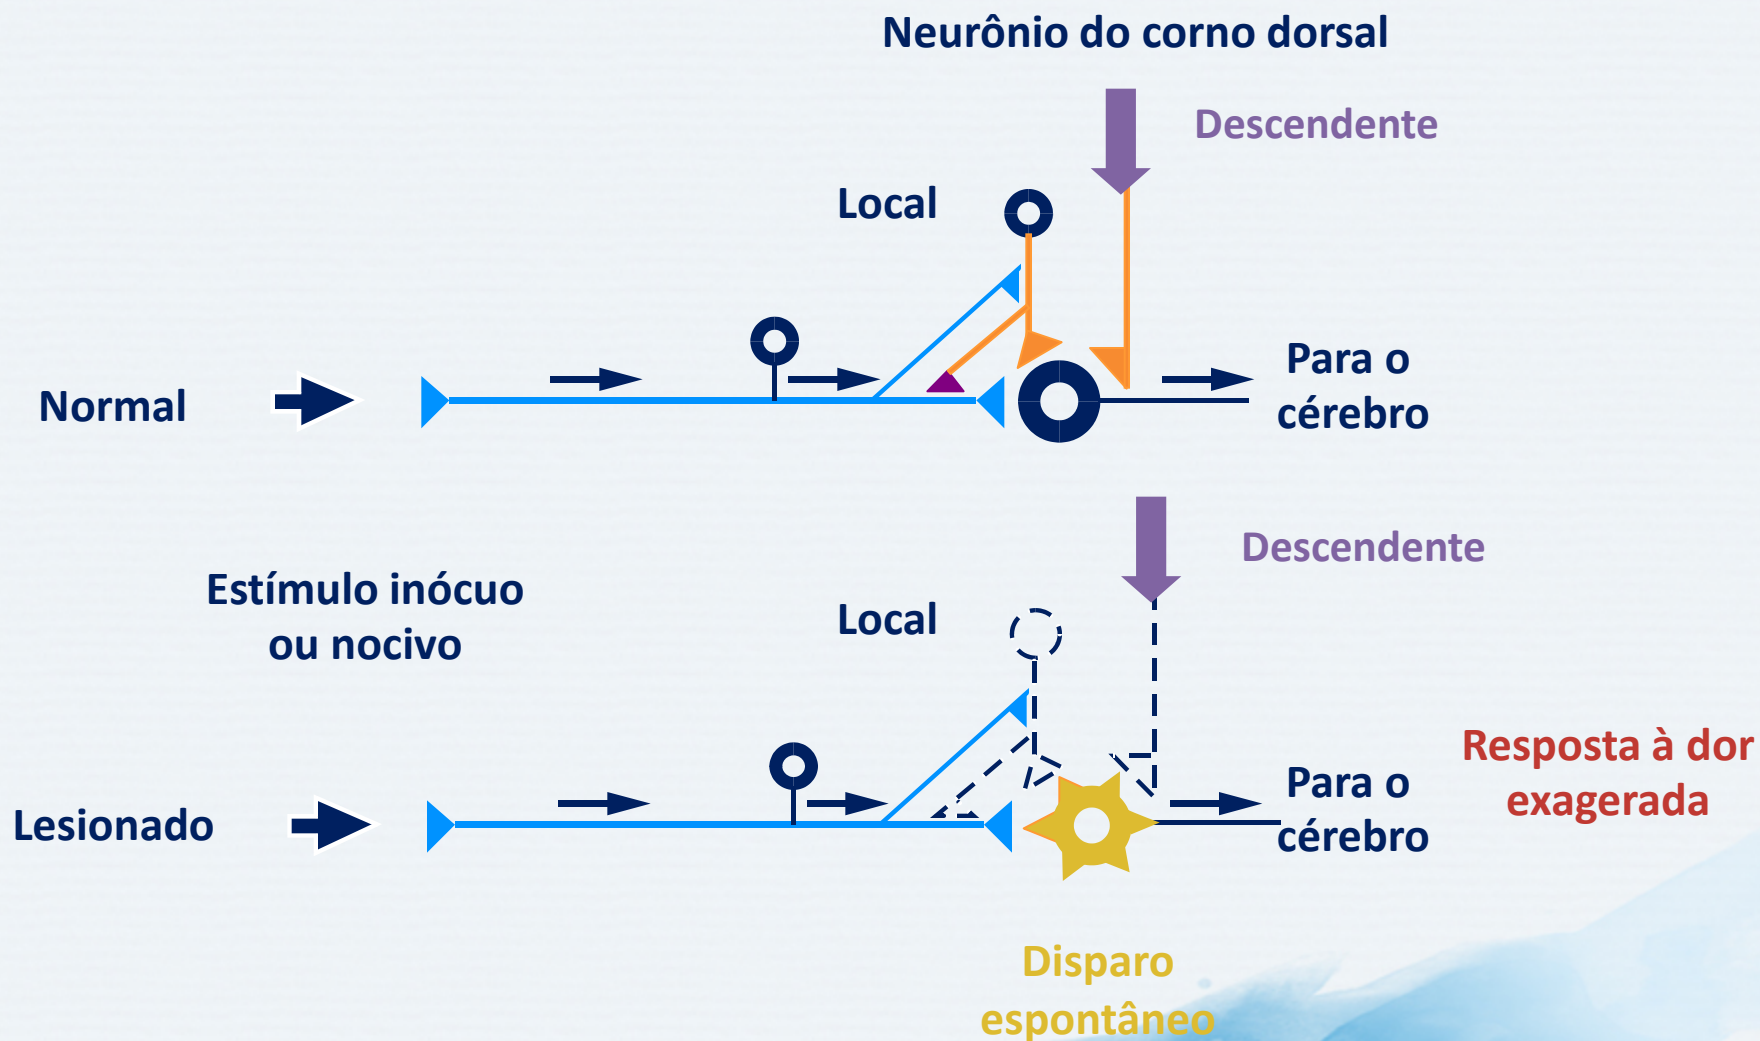 Neurônio do corno dorsal
Descendente
Local
Normal
Para o
cérebro
Descendente
Estímulo inócuo
ou nocivo
Local
Lesionado
Para o
cérebro
Resposta à dor
exagerada
Disparo
espontâneo